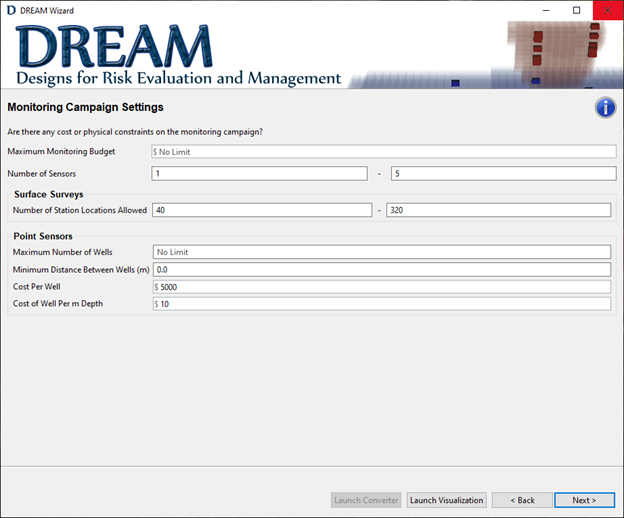 D DREAM Wizard
DREAM
Designs for Risk Evaluation and Management
Monitoring Campaign Settings
i
Are there any cost or physical constraints on the monitoring campaign?
Maximum Monitoring Budget $ No Limit
Number of Sensors 1 - 5
Surface Surveys
Number of Station Locations Allowed 40 - 320
Point Sensors
Maximum Number of Wells No Limit
Minimum Distance Between Wells (m) 0.0
Cost Per Well $ 5000
Cost of Well Per m Depth $ 10
Launch Converter Launch Visualization < Back Next >